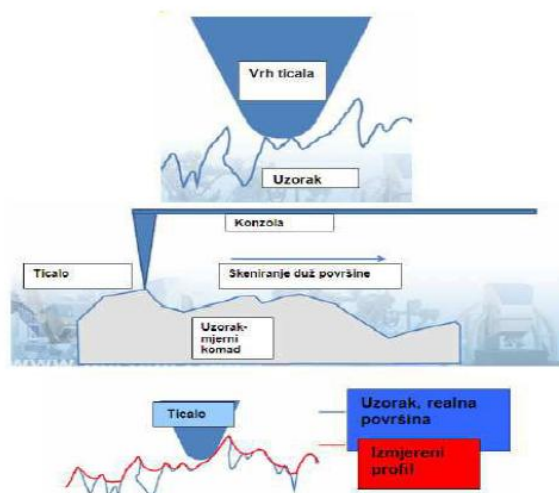 Vrh ticala
Uzorak
Konzola
Ticalo
Skeniranje duž površine
Uzorak-
mjerni
komad
Ticalo
Uzorak, realna
površina
Izmjereni
profil